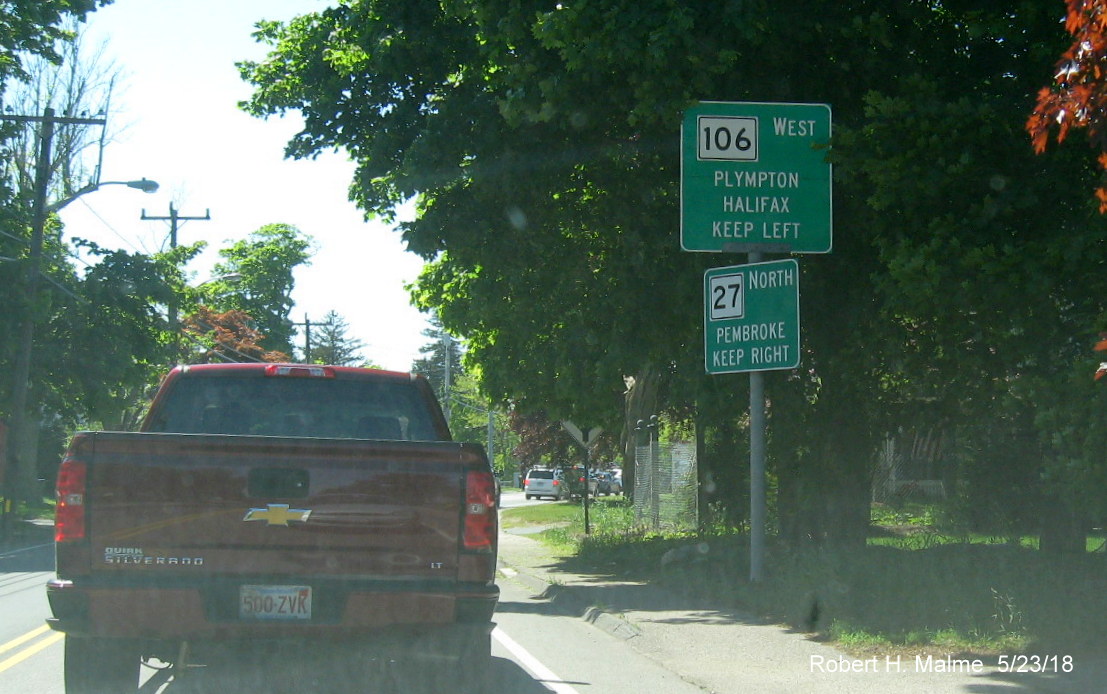 106 WEST
PLYMPTON
HALIFAX
KEEP LEFT
27 NORTH
PEMBROKE
KEEP RIGHT
QUIRK
SILVERADO
LT
5D0-ZVK
Robert H. Malme 5/23/18